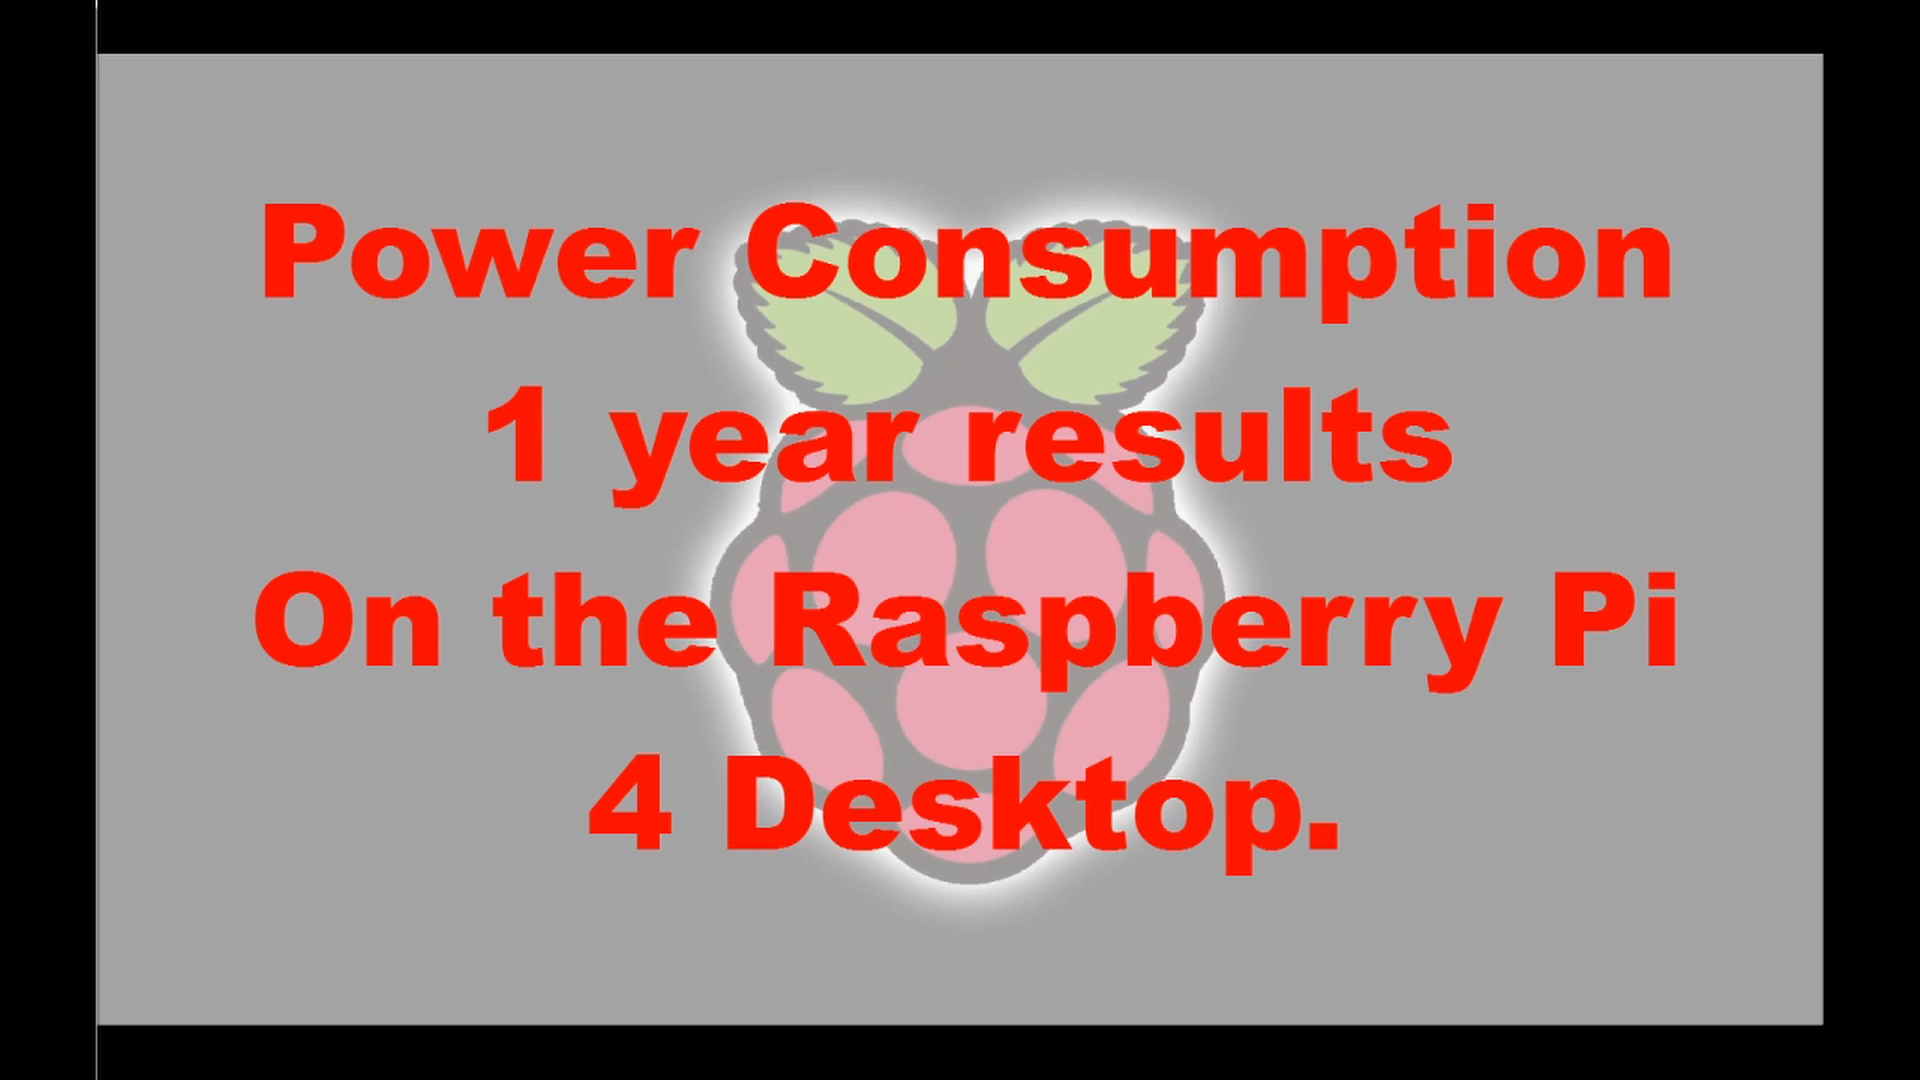 Power Consumption
1 year results
On the Raspberry Pi
4 Desktop.